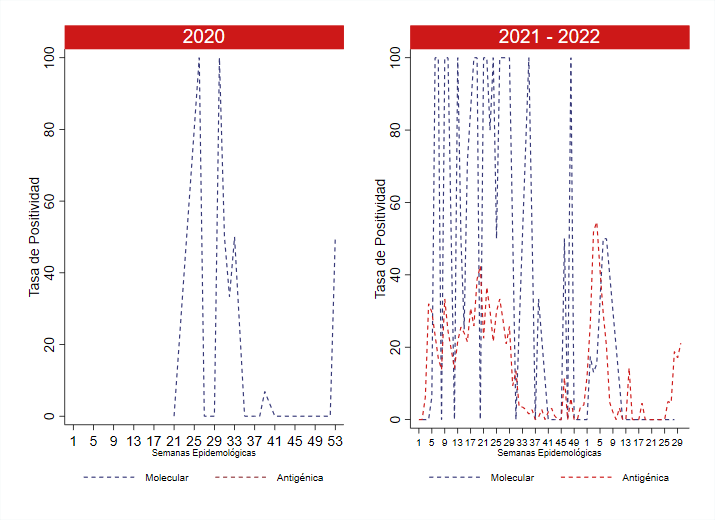 2020
Tasa de Positividad
100
80
60
40
20
0
1 5 9 13 17 21 25 29 33 37 41 45 49 53
Semanas Epidemológicas
Molecular Antigénica
2021 - 2022
Tasa de Positividad
100
80
60
40
20
0
1 5 9 13 17 21 25 29 33 37 41 45 49 1 5 9 13 17 21 25 29
Semanas Epidemológicas
Molecular Antigénica